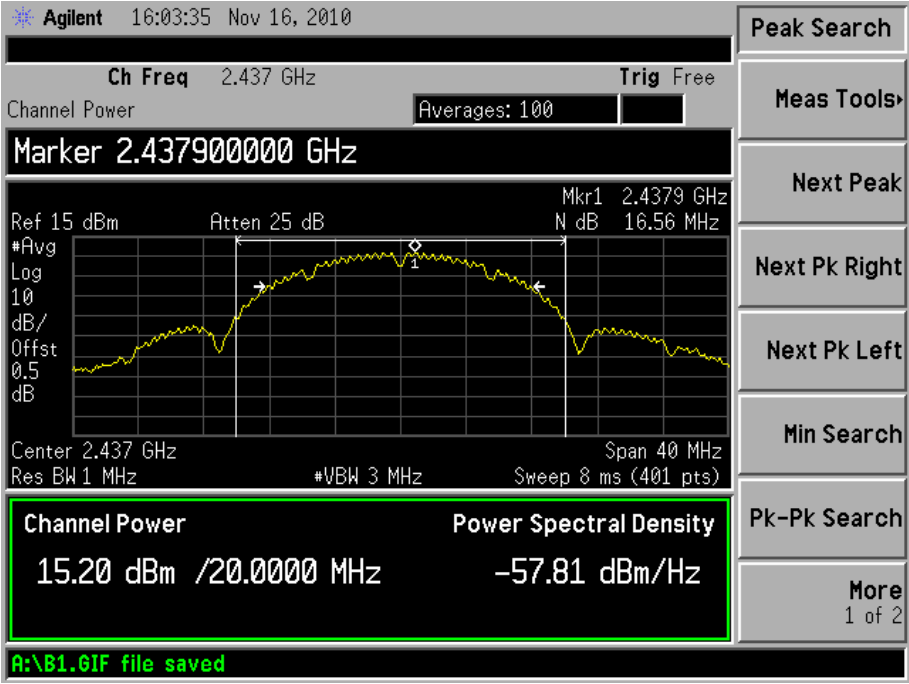 Agilent 16:03:35 Nov 16, 2010
Peak Search
Ch Freq 2.437 GHz Trig Free
Channel Power Averages: 100
Meas Tools
Marker 2.437900000 GHz
Next Peak
Mkr1 2.4379 GHz
Ref 15 dBm Atten 25 dB N dB 16.56 MHz
#Avg
Log
10
dB/
Offst
0.5
dB
1
Next Pk Right
Next Pk Left
Min Search
Center 2.437 GHz Span 40 MHz
Res BW 1 MHz #VBW 3 MHz Sweep 8 ms (401 pts)
Channel Power Power Spectral Density
15.20 dBm /20.0000 MHz -57.81 dBm/Hz
Pk-Pk Search
More
1 of 2
A:\B1.GIF file saved